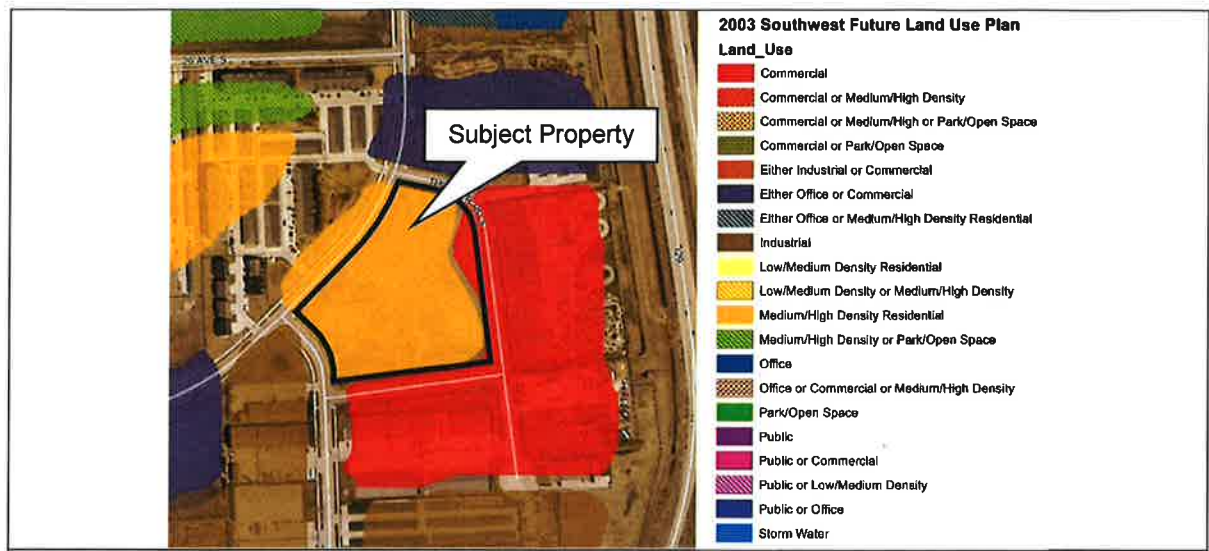 2003 Southwest Future Land Use Plan
Land_Use
Commercial
Commercial or Medium/High Density
Commercial or Medium/High or Park/Open Space
Commercial or Park/Open Space
Either Industrial or Commercial
Either Office or Commercial
Either Office or Medium/High Density Residential
Industrial
Low/Medium Density Residential
Low/Medium Density or Medium/High Density
Medium/High Density Residential
Medium/High Density or Park/Open Space
Office
Office or Commercial or Medium/High Density
Park/Open Space
Public
Public or Commercial
Public or Low/Medium Density
Public or Office
Storm Water
AVE S
Subject Property